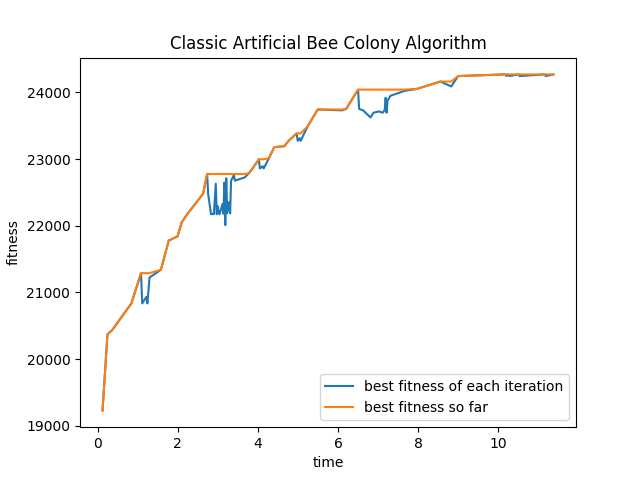 Classic Artificial Bee Colony Algorithm
fitness
24000
23000
22000
21000
20000
19000
0 2 4 6 8 10
time
best fitness of each iteration
best fitness so far